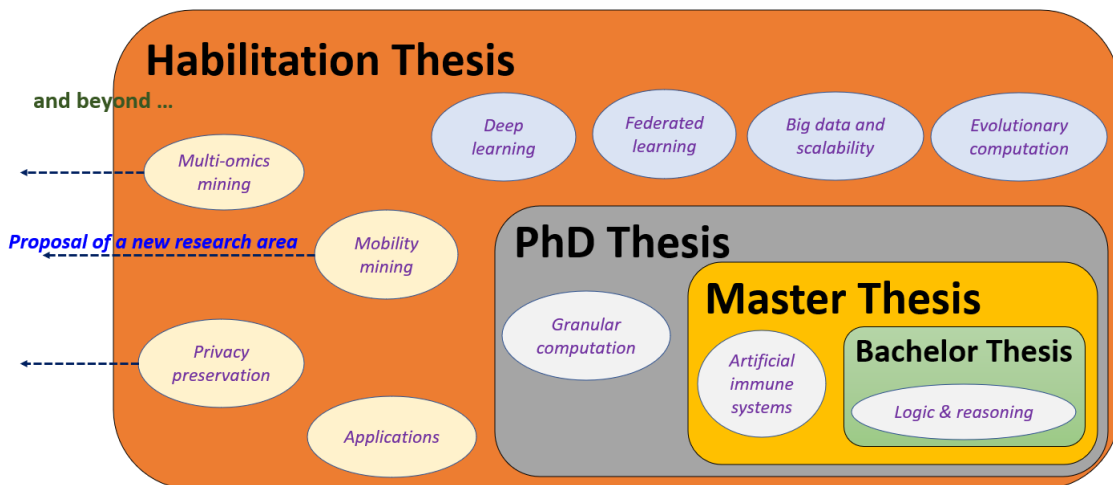 Habilitation Thesis
and beyond ...
Deep
learning
Federated
learning
Big data and
scalability
Evolutionary
computation
Multi-omics
mining
Proposal of a new research area
Mobility
mining
PhD Thesis
Master Thesis
Granular
computation
Bachelor Thesis
Artificial
immune
systems
Privacy
preservation
Logic & reasoning
Applications